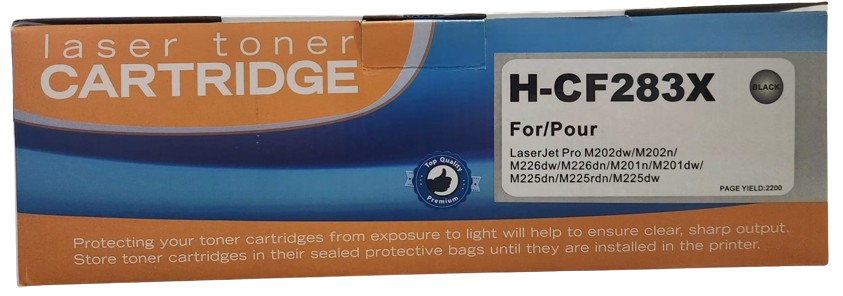 laser toner
CARTRIDGE
H-CF283X
BLACK
For/Pour
LaserJet Pro M202dw/M202n/
M226dw/M226dn/M201n/M201dw/
M225dn/M225rdn/M225dw
PAGE YIELD:2200
Top Quality
Premium
Protecting your toner cartridges from exposure to light will help to ensure clear, sharp output.
Store toner cartridges in their sealed protective bags until they are installed in the printer.